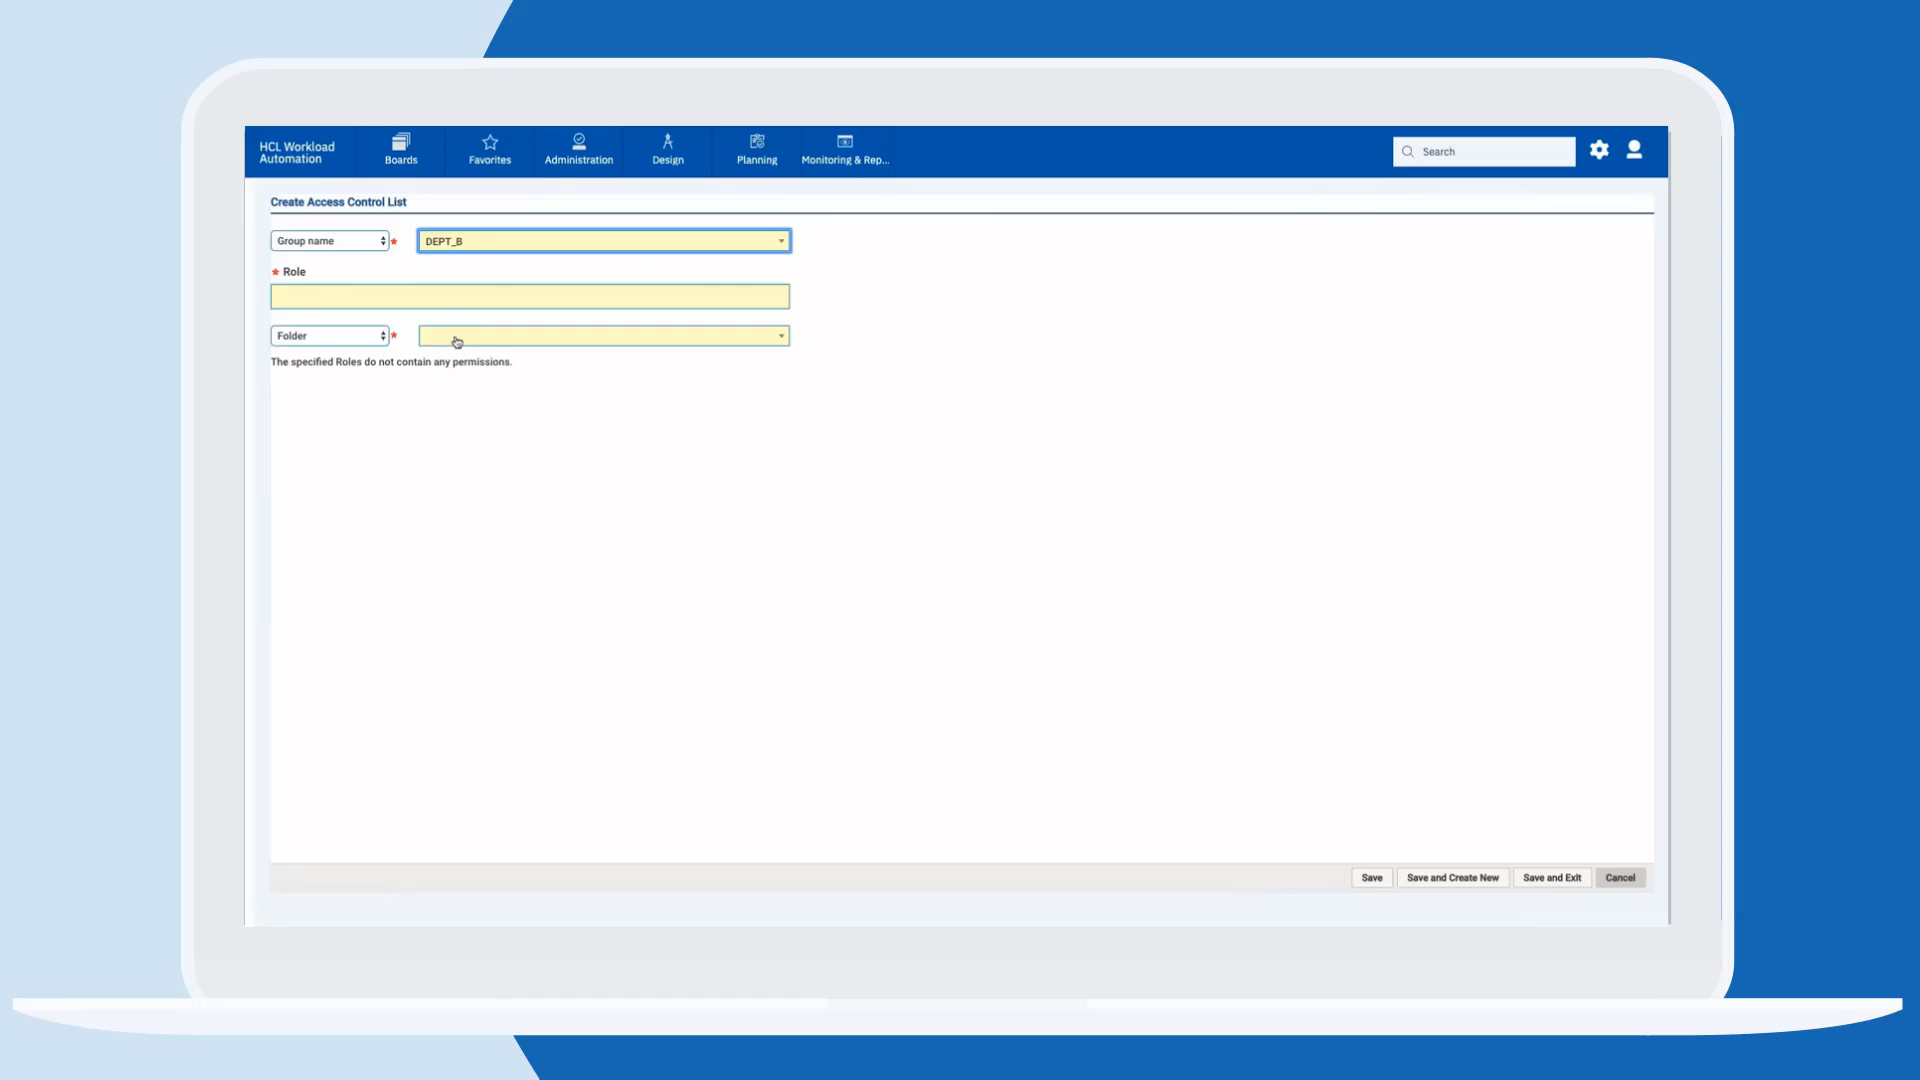 HCL Workload
Automation
Boards
Favorites
Administration
Design
Planning
Monitoring & Rep...
Search
Create Access Control List
Group name
*
DEPT_B
* Role
Folder
*
The specified Roles do not contain any permissions.
Save
Save and Create New
Save and Exit
Cancel